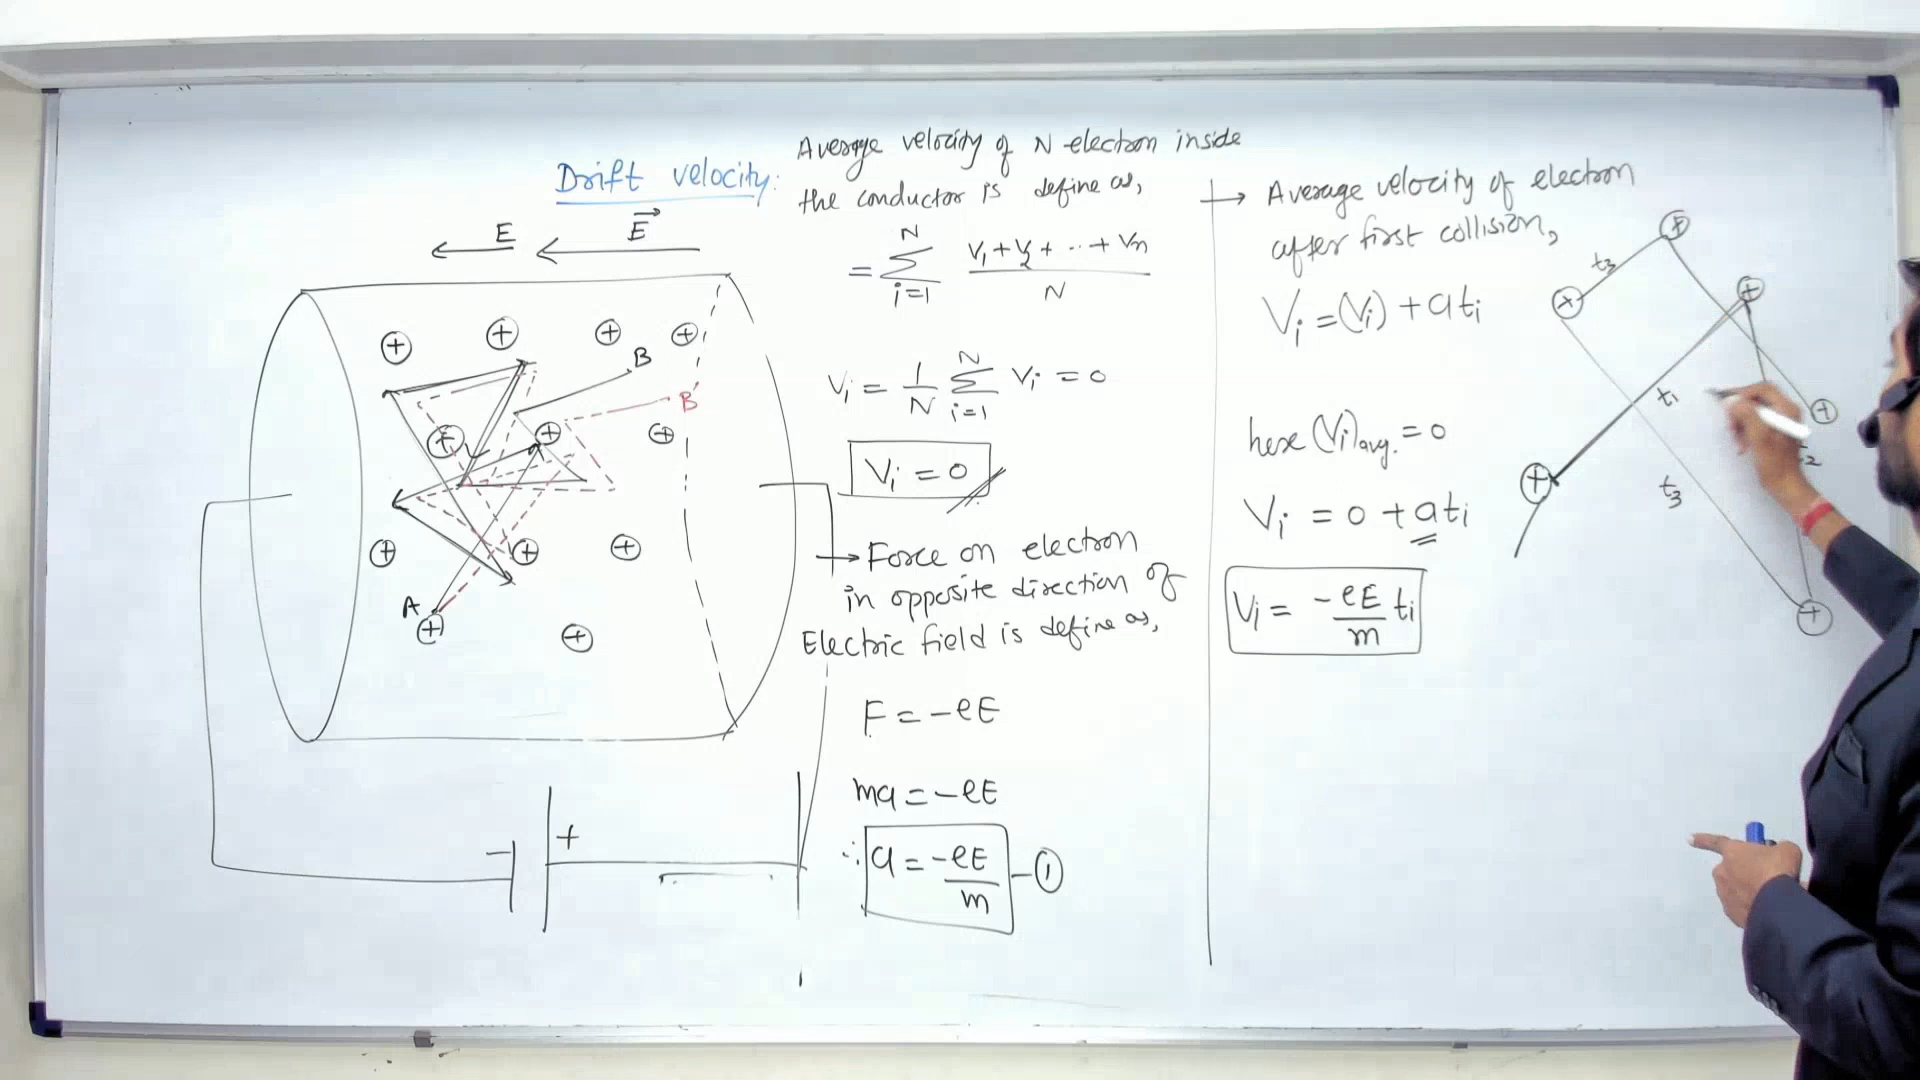 Drift velocity:
E
E
B
B'
A
-
+
Average velocity of N electron inside
the conductor is define as,
= N∑i=1 V1 + V2 + ... + Vn / N
Vi = 1/N N∑i=1 Vi = 0
Vi = 0
→ Force on electron
in opposite direction of
Electric field is define as,
F = -eE
ma = -eE
∴ a = -eE/m - ①
→ Average velocity of electron
after first collision,
Vi = (Vi) + ati
here (Vi)avg. = 0
Vi = 0 + ati
Vi = -eE/m ti
t3
t1
t2
t3